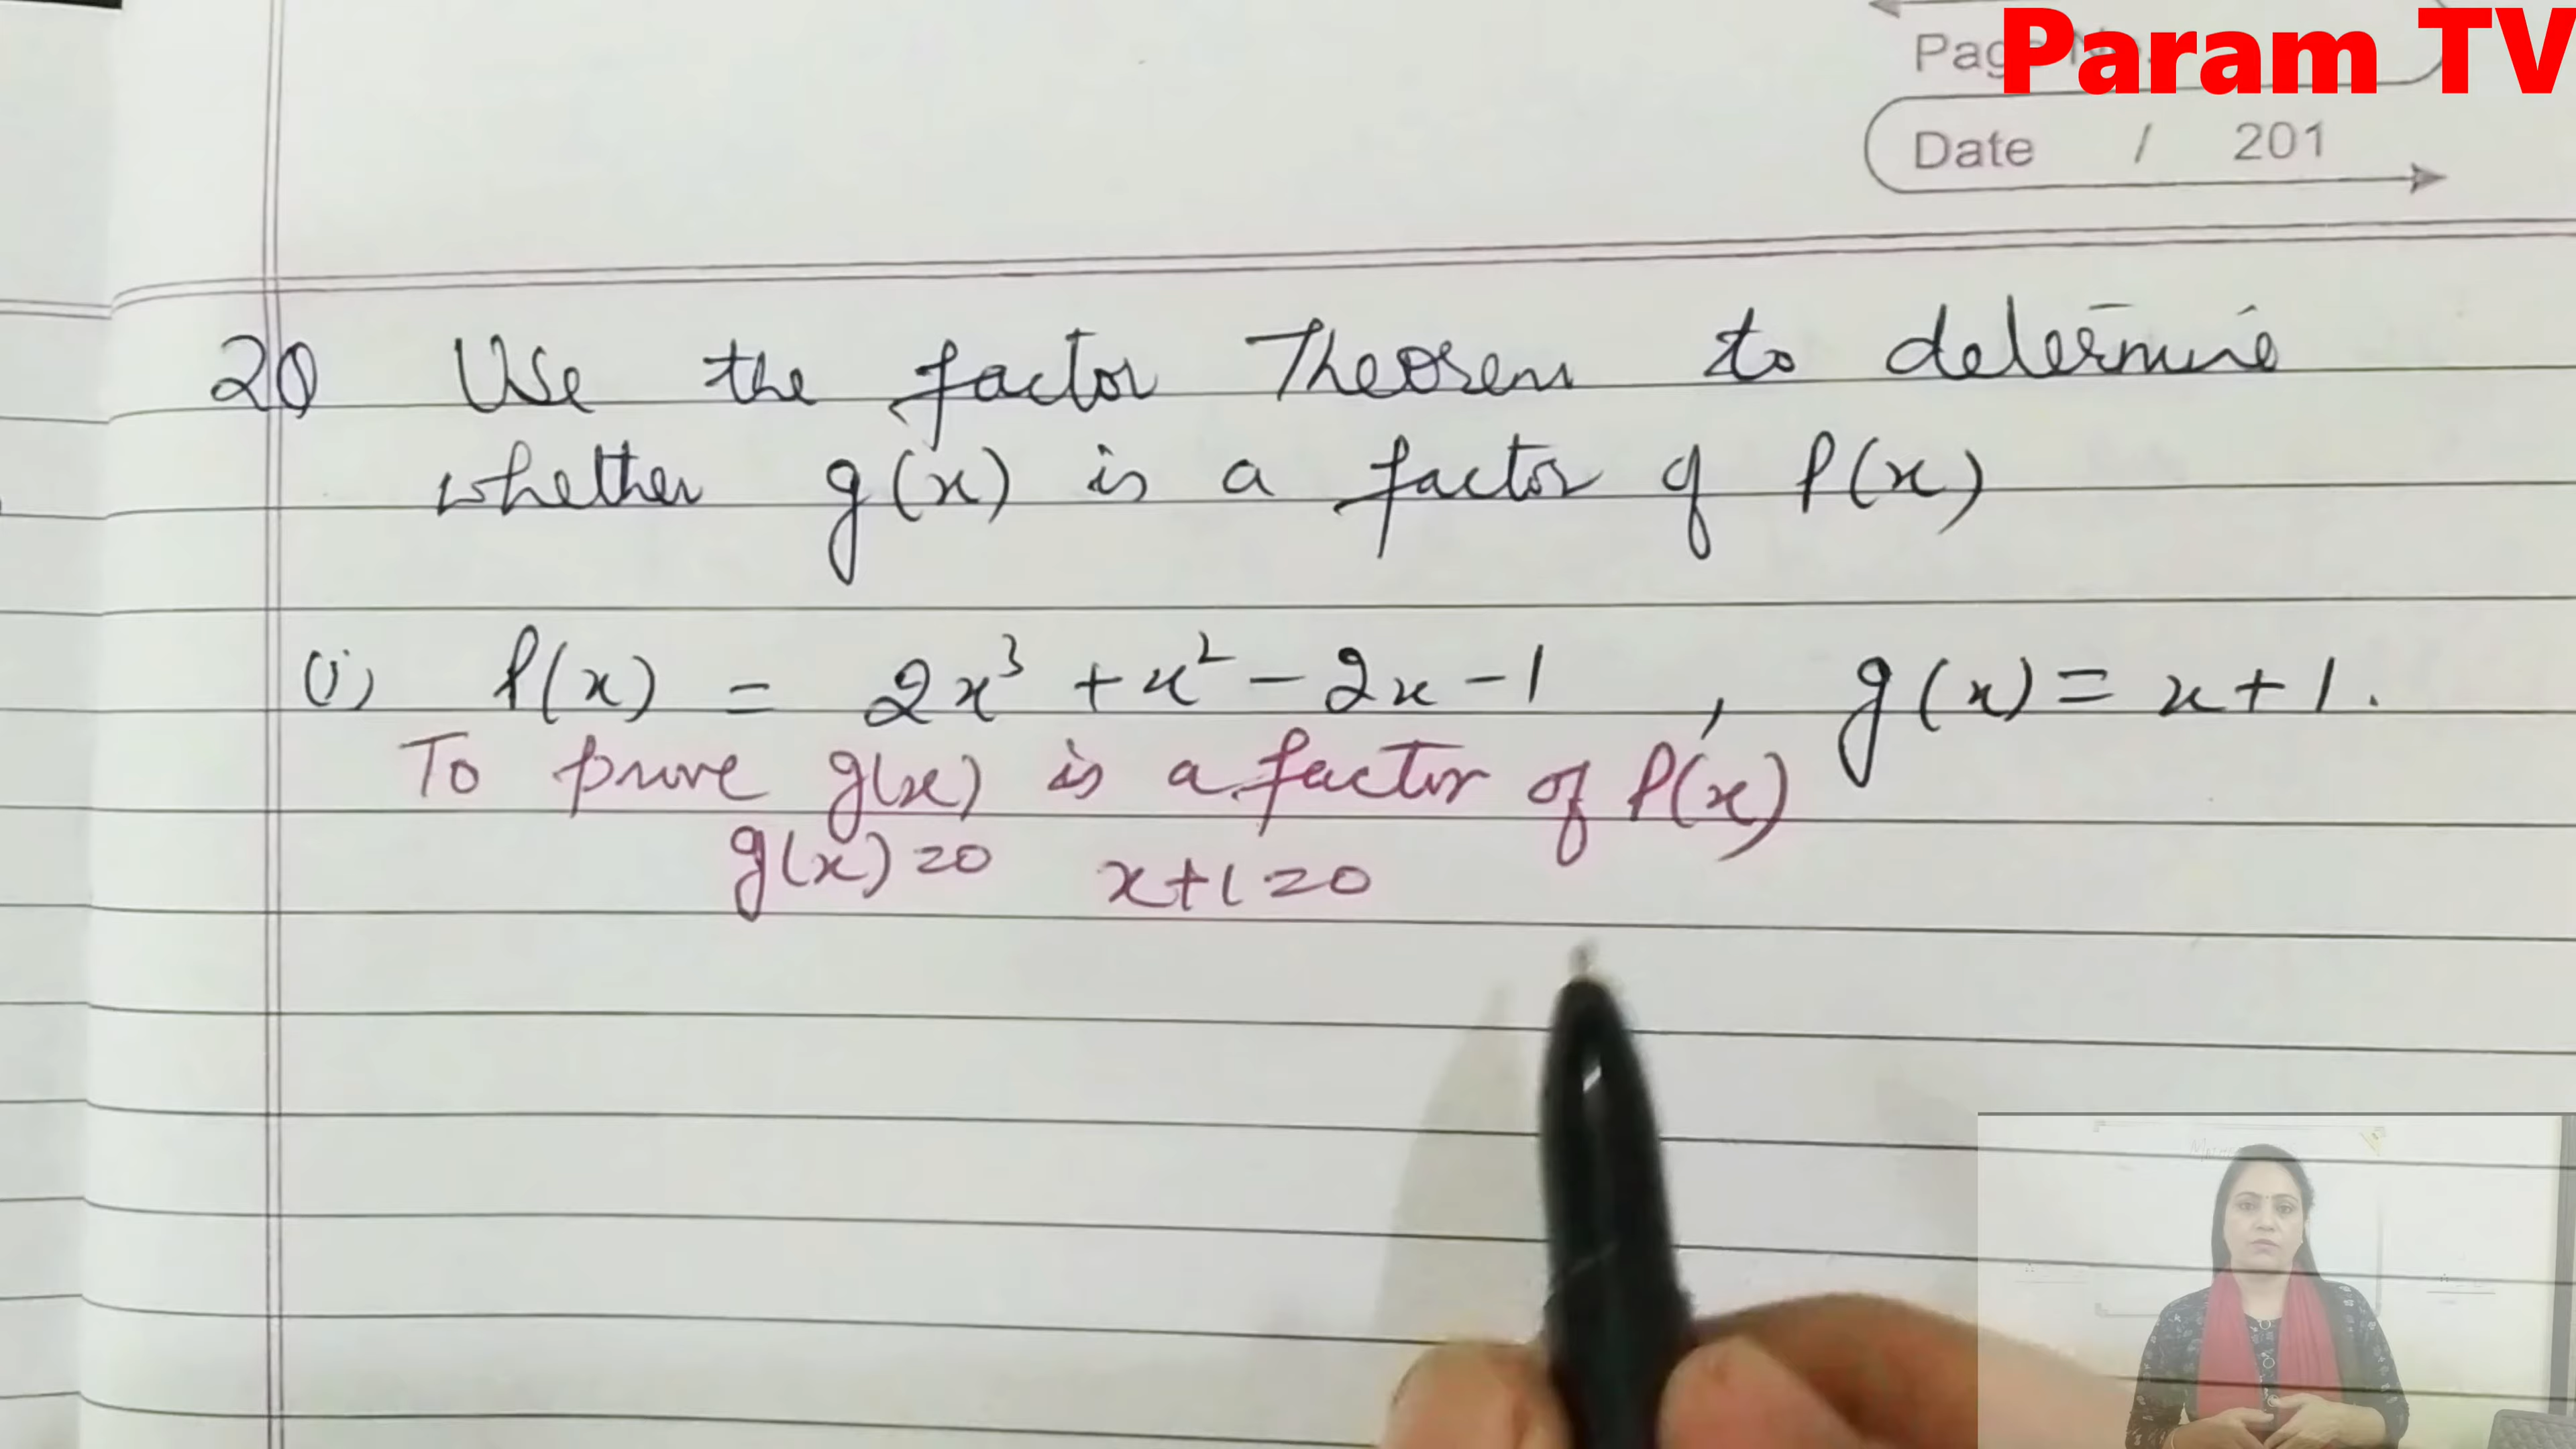 Param TV
Page No.
Date / 201
2Q Use the factor Theorem to determine
whether g(x) is a factor of P(x)
(i) P(x) = 2x³ + x² - 2x - 1 , g(x) = x + 1.
To prove g(x) is a factor of P(x)
g(x) = 0 x + 1 = 0